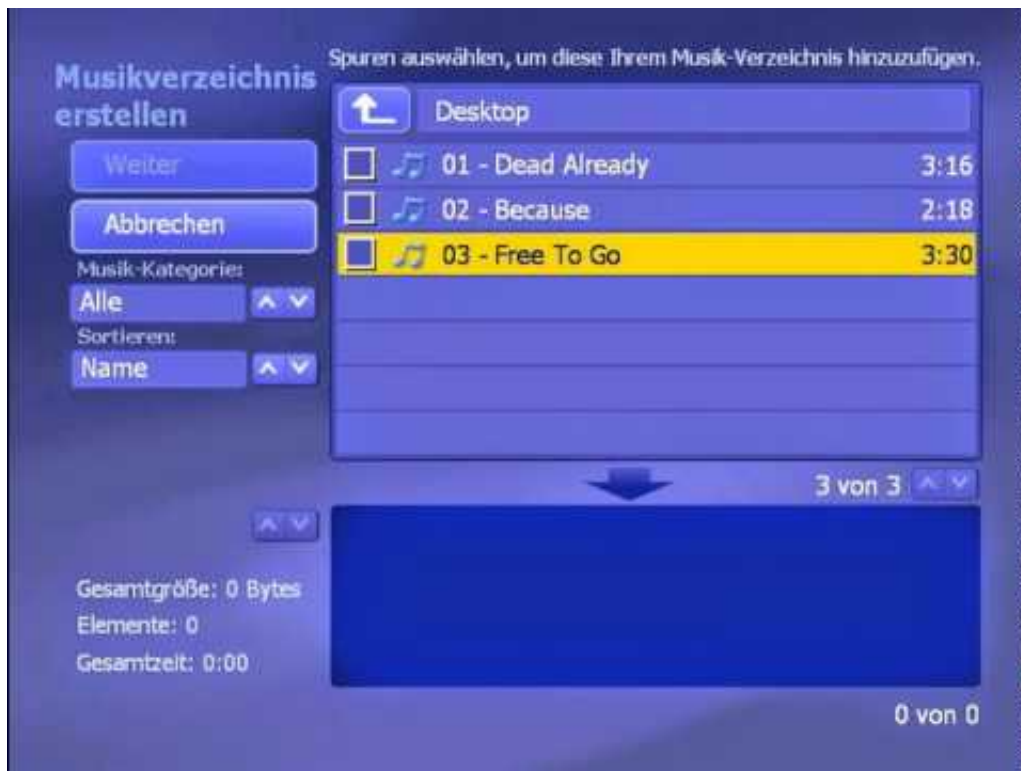 Musikverzeichnis
erstellen
Weiter
Abbrechen
Musik-Kategorie:
Alle
Sortieren:
Name
Spuren auswählen, um diese Ihrem Musik-Verzeichnis hinzuzufügen.
Desktop
01 - Dead Already 3:16
02 - Because 2:18
03 - Free To Go 3:30
3 von 3
Gesamtgröße: 0 Bytes
Elemente: 0
Gesamtzeit: 0:00
0 von 0